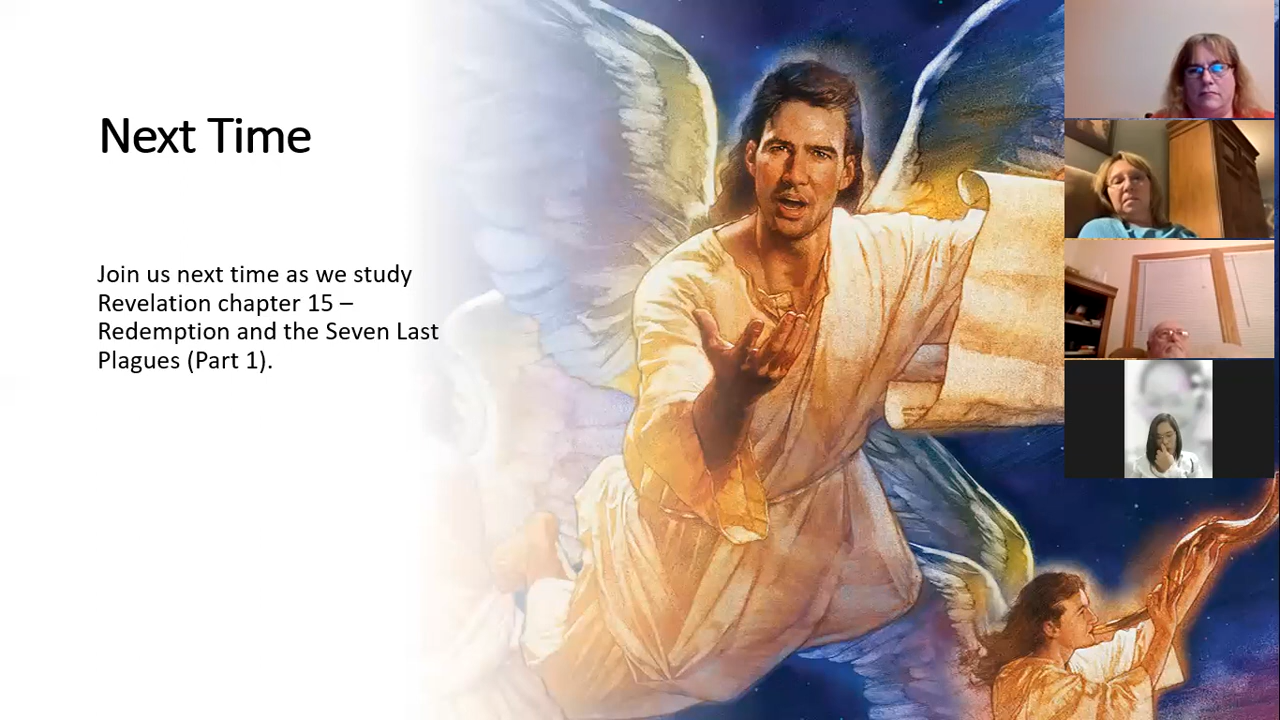 Next Time
Join us next time as we study
Revelation chapter 15 –
Redemption and the Seven Last
Plagues (Part 1).